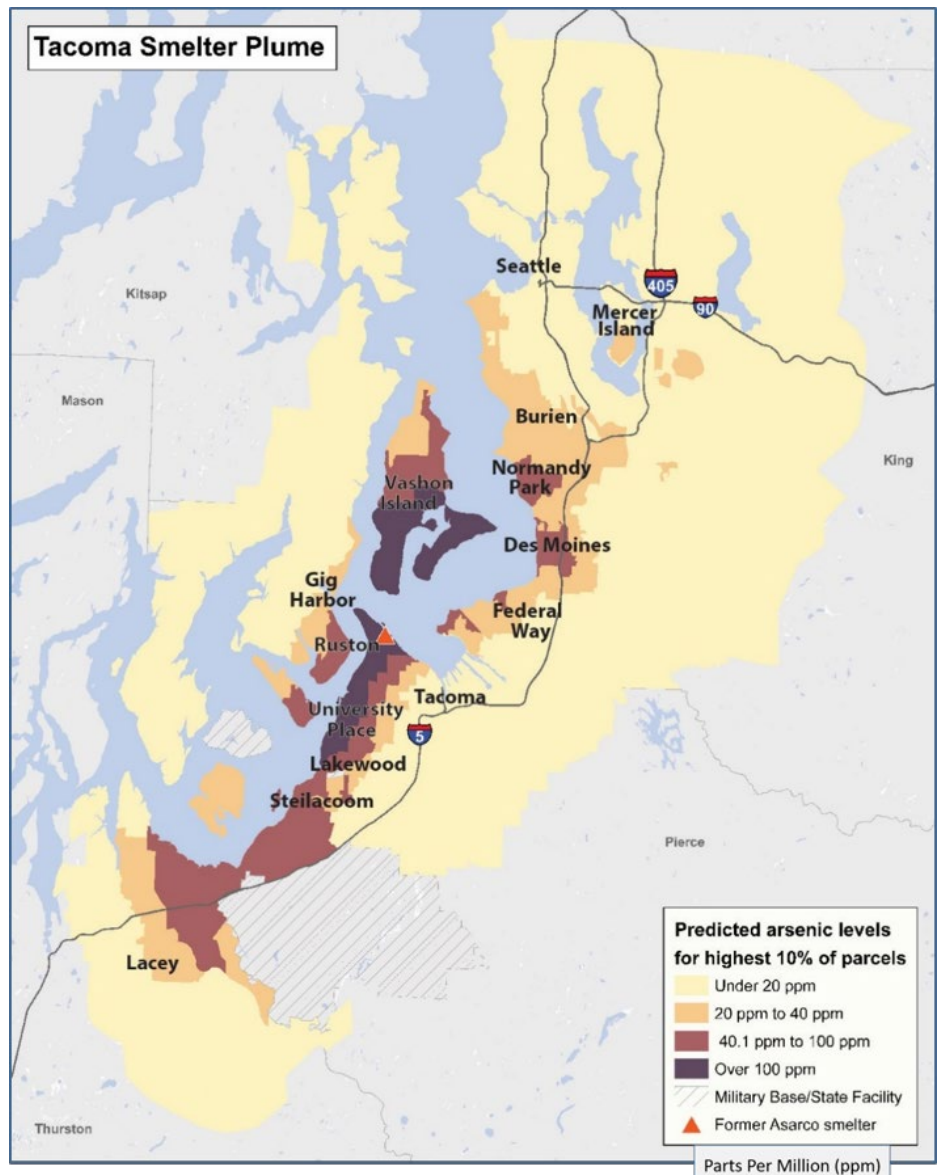 Tacoma Smelter Plume
Seattle
405
90
Mercer
Island
Kitsap
Mason
Burien
King
Normandy
Park
Vashon
Island
Des Moines
Gig
Harbor
Federal
Way
Ruston
Tacoma
University
Place
5
Lakewood
Steilacoom
Pierce
Lacey
Thurston
Predicted arsenic levels
for highest 10% of parcels
Under 20 ppm
20 ppm to 40 ppm
40.1 ppm to 100 ppm
Over 100 ppm
Military Base/State Facility
Former Asarco smelter
Parts Per Million (ppm)